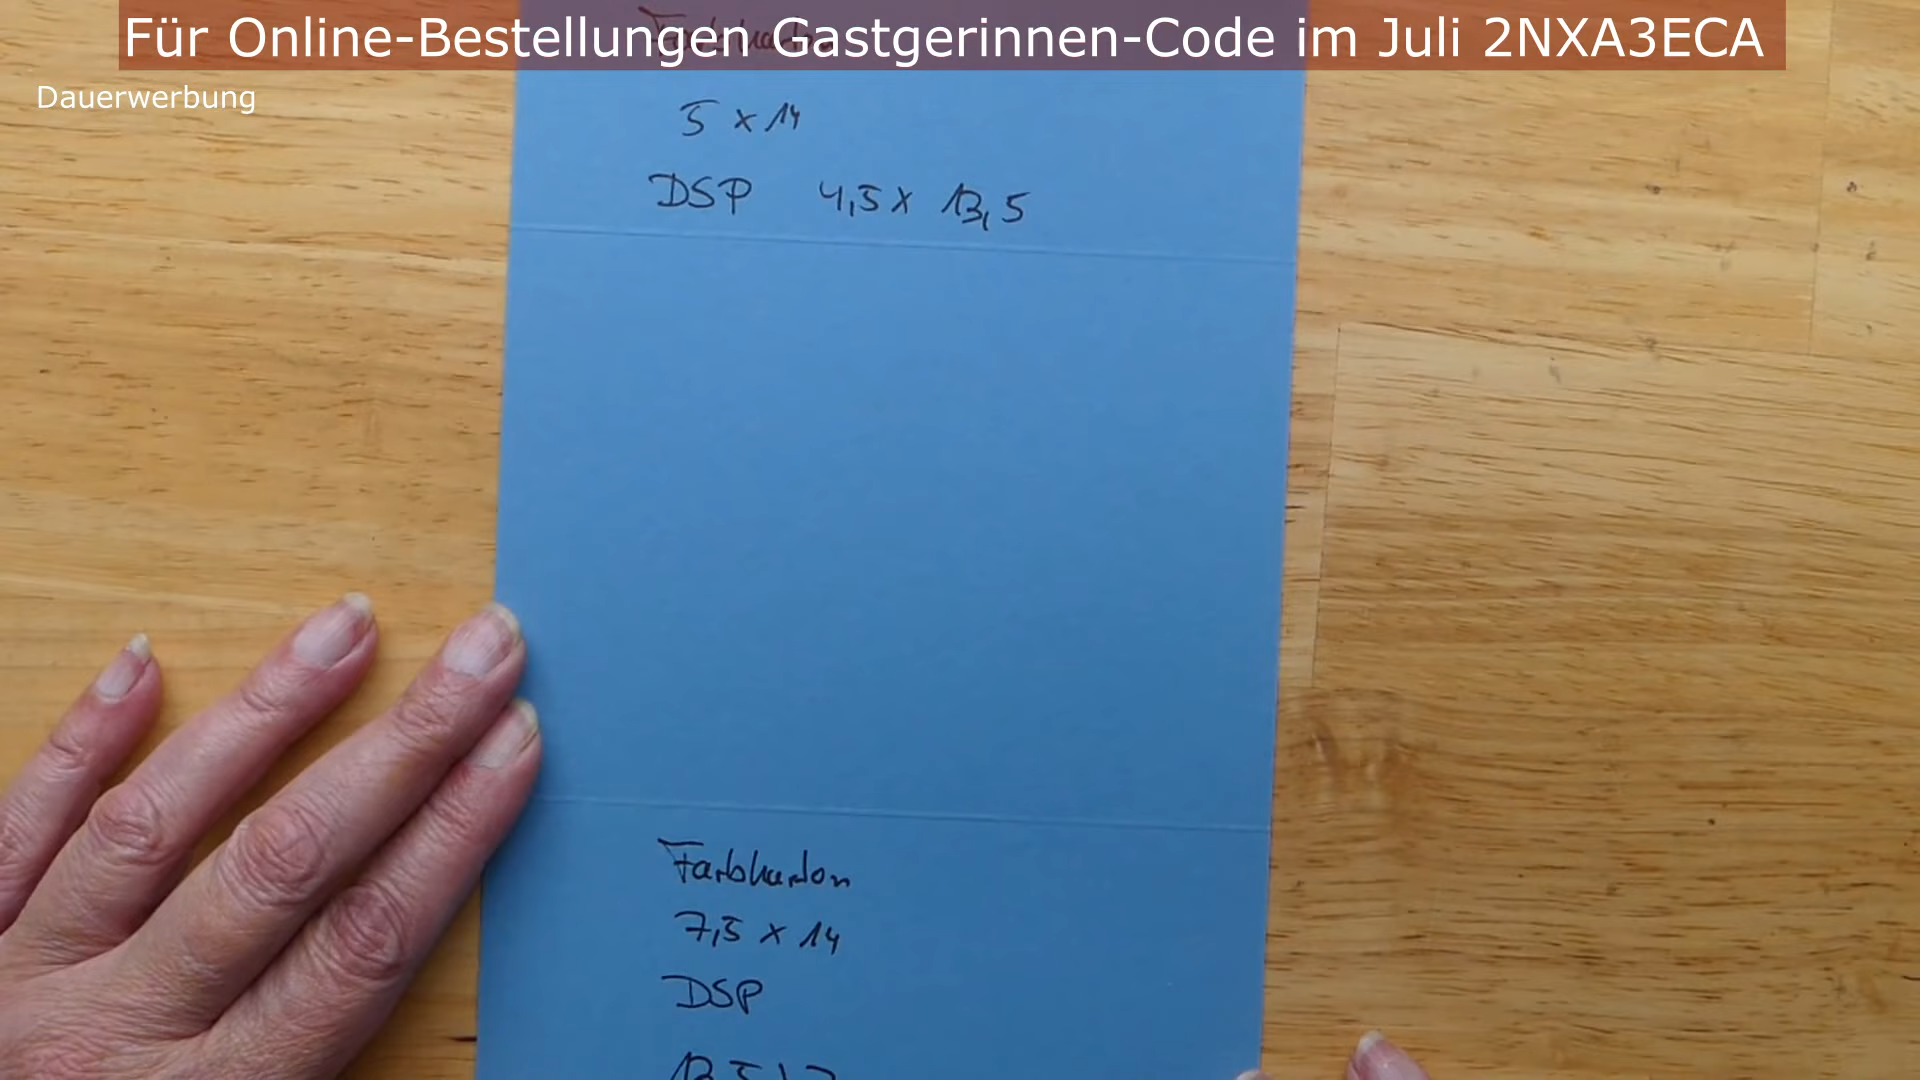 Für Online-Bestellungen Gastgerinnen-Code im Juli 2NXA3ECA
Dauerwerbung
Farbkarton
5 x 14
DSP 4,5 x 13,5
Farbkarton
7,5 x 14
DSP